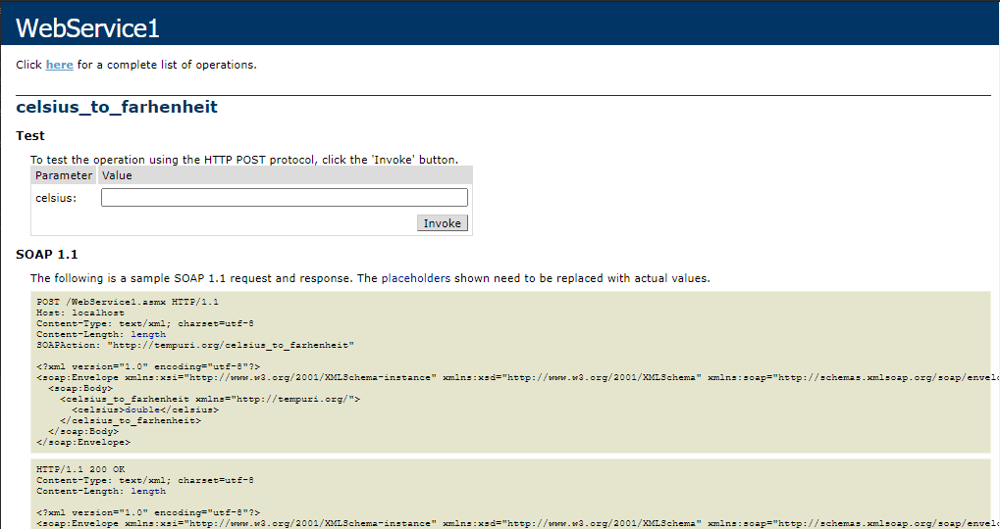 WebService1
Click here for a complete list of operations.
celsius_to_farhenheit
Test
To test the operation using the HTTP POST protocol, click the 'Invoke' button.
Parameter Value
celsius:
Invoke
SOAP 1.1
The following is a sample SOAP 1.1 request and response. The placeholders shown need to be replaced with actual values.
POST /WebService1.asmx HTTP/1.1
Host: localhost
Content-Type: text/xml; charset=utf-8
Content-Length: length
SOAPAction: "http://tempuri.org/celsius_to_farhenheit"
<?xml version="1.0" encoding="utf-8"?>
<soap:Envelope xmlns:xsi="http://www.w3.org/2001/XMLSchema-instance" xmlns:xsd="http://www.w3.org/2001/XMLSchema" xmlns:soap="http://schemas.xmlsoap.org/soap/envelo
<soap:Body>
<celsius_to_farhenheit xmlns="http://tempuri.org/">
<celsius>double</celsius>
</celsius_to_farhenheit>
</soap:Body>
</soap:Envelope>
HTTP/1.1 200 OK
Content-Type: text/xml; charset=utf-8
Content-Length: length
<?xml version="1.0" encoding="utf-8"?>
<soap:Envelope xmlns:xsi="http://www.w3.org/2001/XMLSchema-instance" xmlns:xsd="http://www.w3.org/2001/XMLSchema" xmlns:soap="http://schemas.xmlsoap.org/soap/envelo